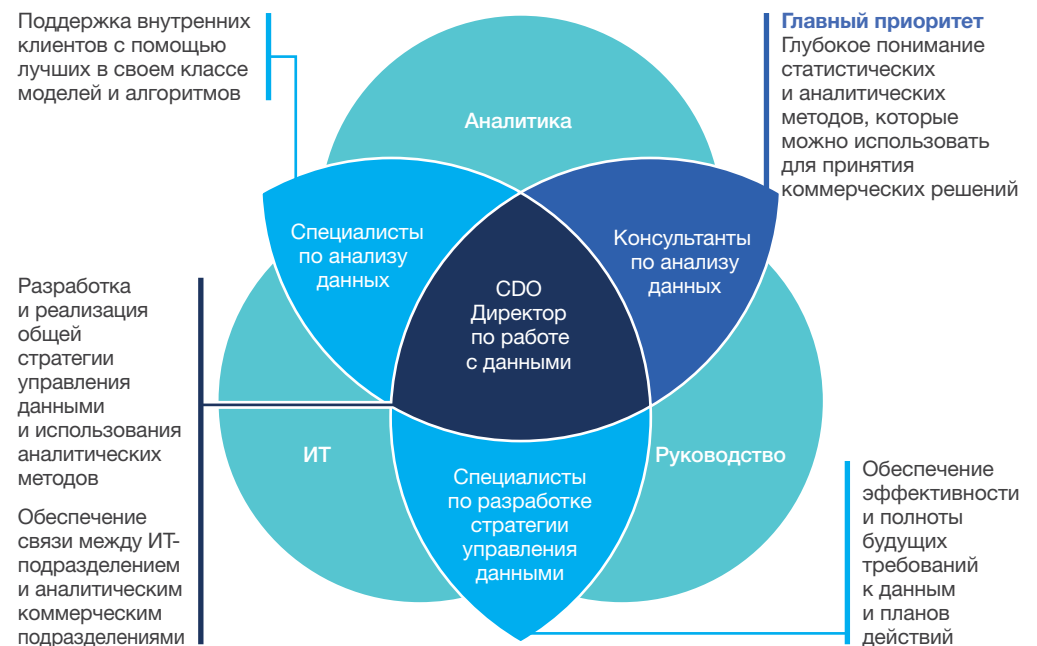 Поддержка внутренних
клиентов с помощью
лучших в своем классе
моделей и алгоритмов
Главный приоритет
Глубокое понимание
статистических
и аналитических
методов, которые
можно использовать
для принятия
коммерческих решений
Аналитика
Специалисты
по анализу
данных
Консультанты
по анализу
данных
CDO
Директор
по работе
с данными
Разработка
и реализация
общей
стратегии
управления
данными
и использования
аналитических
методов
Обеспечение
связи между ИТ-
подразделением
и аналитическим
коммерческим
подразделениями
ИТ
Руководство
Специалисты
по разработке
стратегии
управления
данными
Обеспечение
эффективности
и полноты
будущих
требований
к данным
и планов
действий